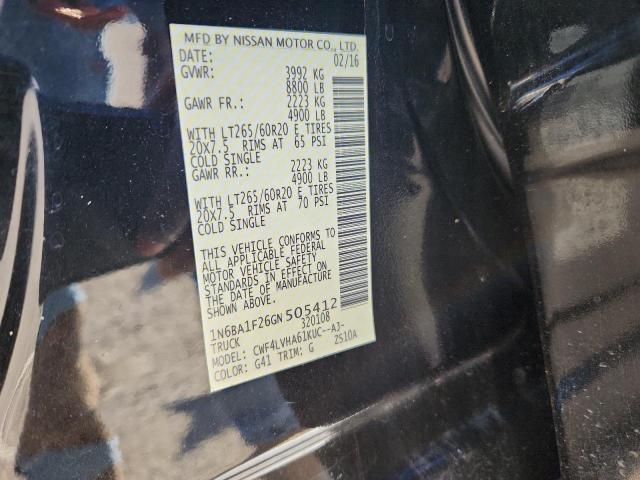 MFD BY NISSAN MOTOR CO., LTD.
DATE: 02/16
GVWR: 3992 KG
8800 LB
GAWR FR.: 2223 KG
4900 LB
WITH LT265/60R20 E TIRES
20X7.5 RIMS AT 65 PSI
COLD SINGLE
GAWR RR.: 2223 KG
4900 LB
WITH LT265/60R20 E TIRES
20X7.5 RIMS AT 70 PSI
COLD SINGLE
THIS VEHICLE CONFORMS TO
ALL APPLICABLE FEDERAL
MOTOR VEHICLE SAFETY
STANDARDS IN EFFECT ON
THE DATE OF MANUFACTURE
SHOWN ABOVE.
1N6BA1F26GN505412
TRUCK 320108
MODEL: CWF4LVHA61KUC--AJ-
COLOR: G41 TRIM: G ZS10A